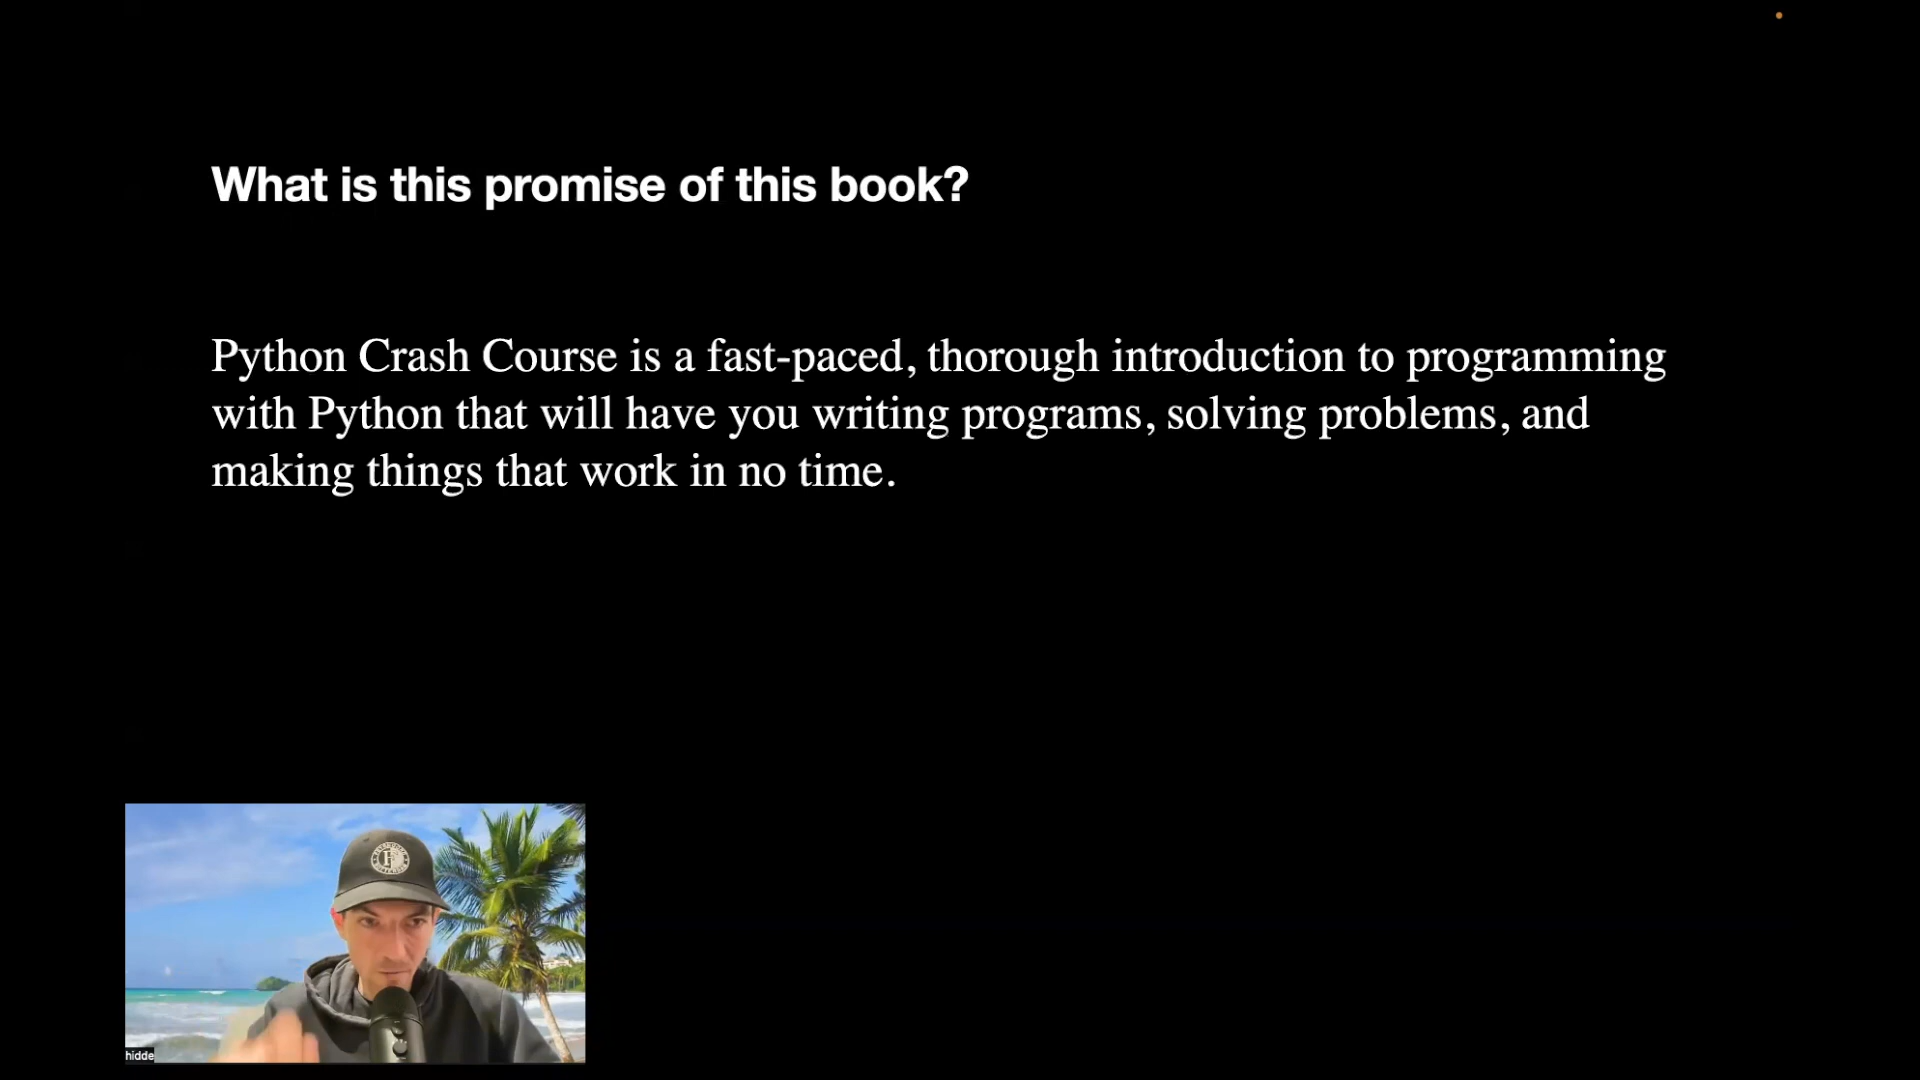 What is this promise of this book?
Python Crash Course is a fast-paced, thorough introduction to programming
with Python that will have you writing programs, solving problems, and
making things that work in no time.
hidde